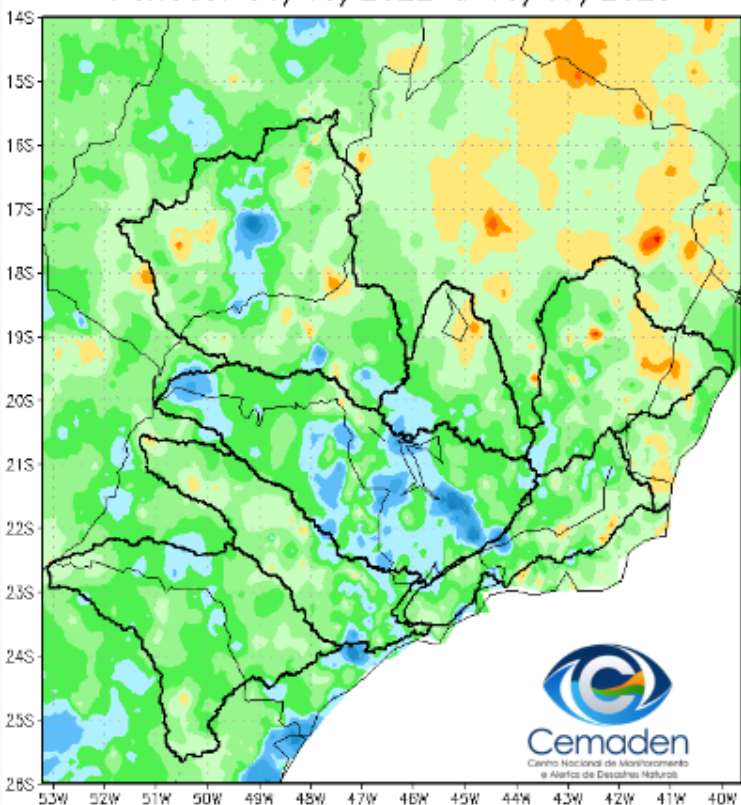 14S
15S
16S
17S
18S
19S
20S
21S
22S
23S
24S
25S
26S
53W 52W 51W 50W 49W 48W 47W 46W 45W 44W 43W 42W 41W 40W
Cemaden
Centro Nacional de Monitoramento
e Alertas de Desastres Naturais